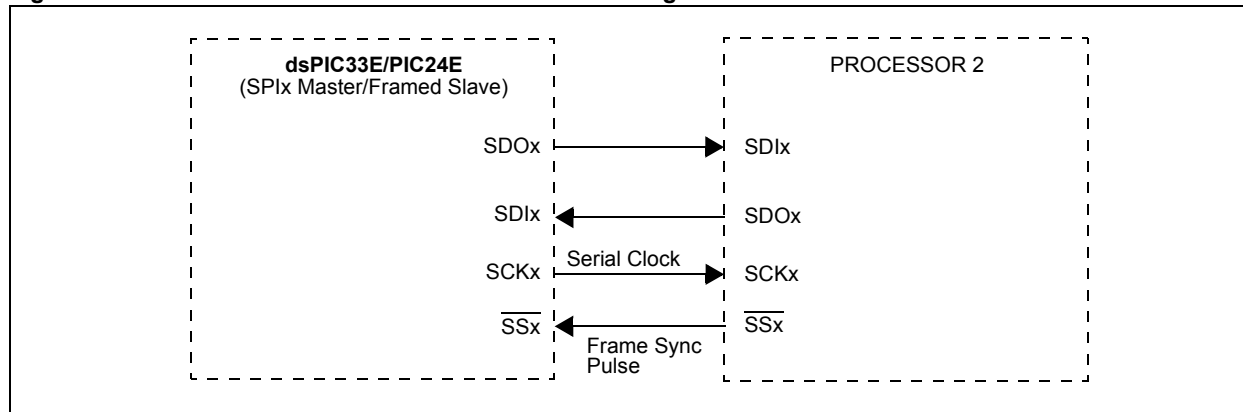 dsPIC33E/PIC24E
(SPIx Master/Framed Slave)
PROCESSOR 2
SDOx
SDIx
SDIx
SDOx
SCKx
Serial Clock
SCKx
SSx
Frame Sync
Pulse
SSx